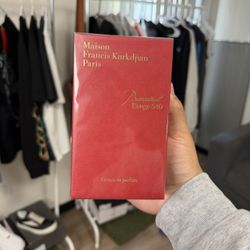 Maison
Francis Kurkdjian
Paris
Baccarat
Rouge 540
Extrait de parfum